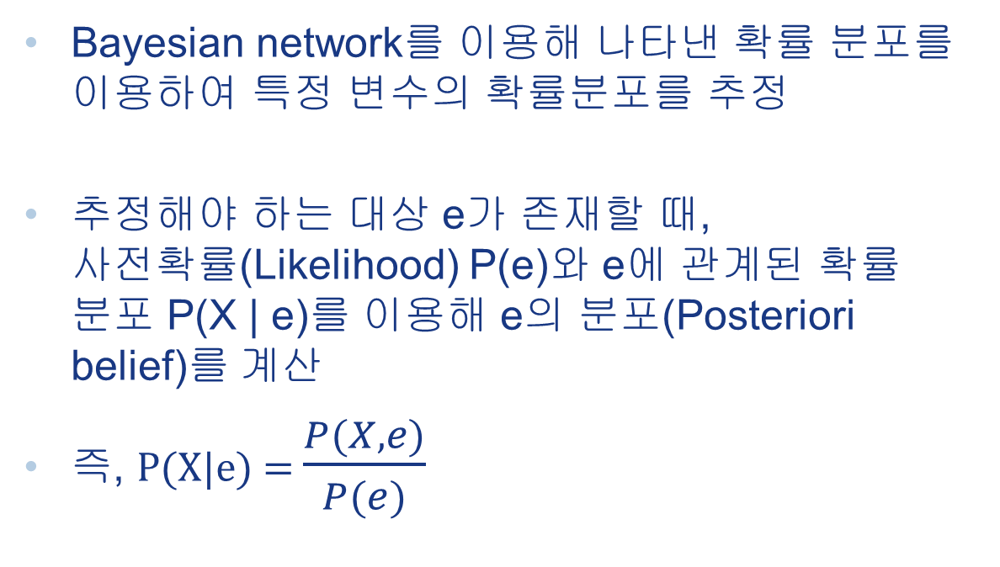 • Bayesian network를 이용해 나타낸 확률 분포를
이용하여 특정 변수의 확률분포를 추정
• 추정해야 하는 대상 e가 존재할 때,
사전확률(Likelihood) P(e)와 e에 관계된 확률
분포 P(X | e)를 이용해 e의 분포(Posteriori
belief)를 계산
• 즉, P(X|e) = P(X,e) / P(e)